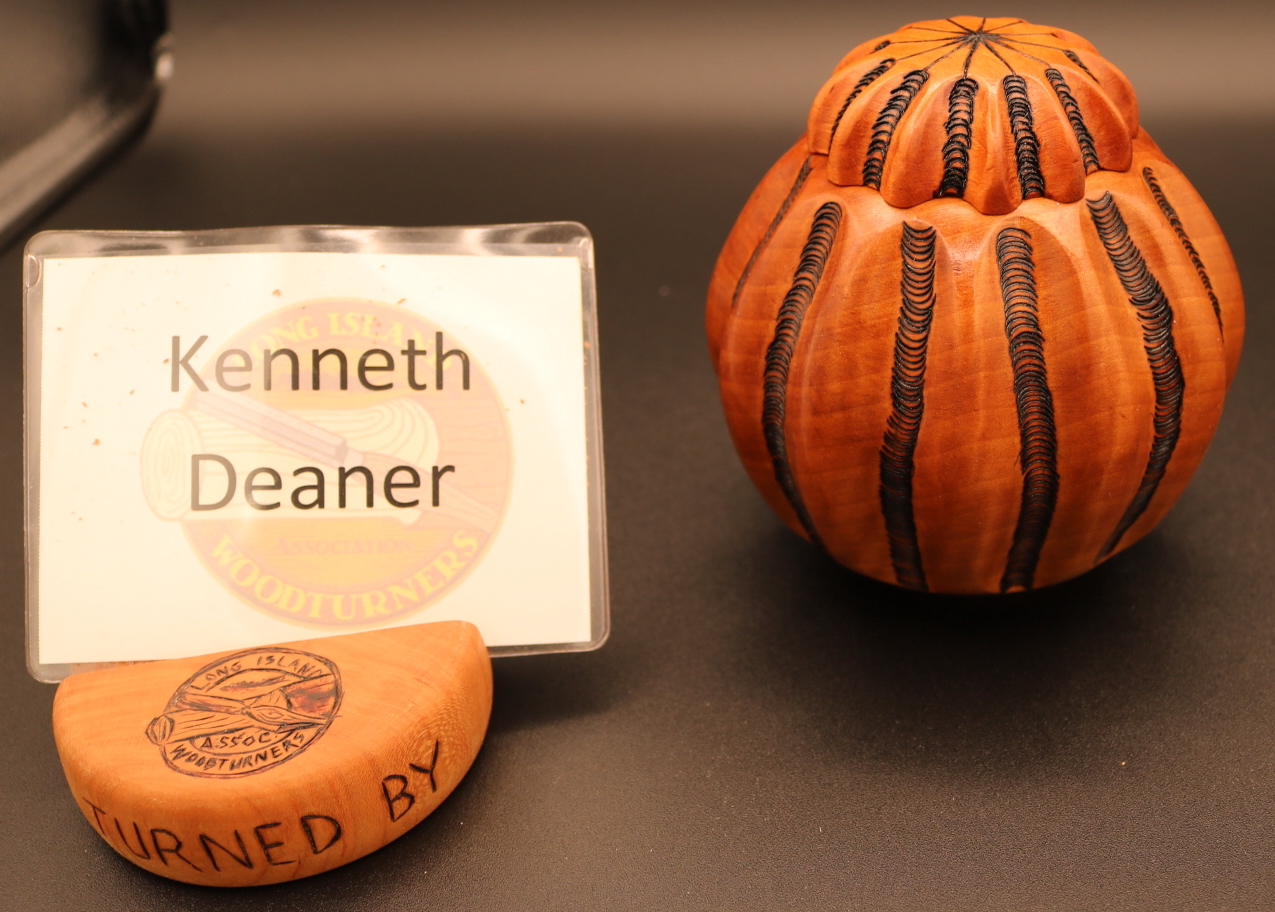 LONG ISLAND
Kenneth
Deaner
ASSOCIATION
WOODTURNERS
LONG ISLAND
ASSOC.
WOODTURNERS
TURNED BY